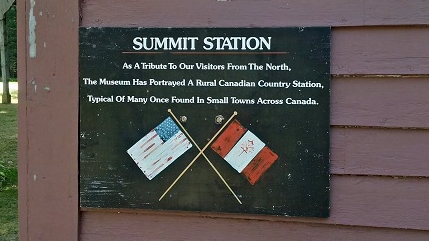 SUMMIT STATION
As A Tribute To Our Visitors From The North,
The Museum Has Portrayed A Rural Canadian Country Station,
Typical Of Many Once Found In Small Towns Across Canada.